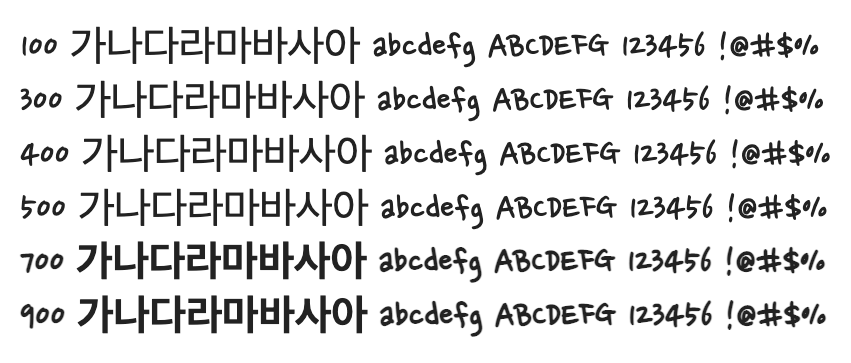 100 가나다라마바사아 abcdefg ABCDEFG 123456 !@#$%
300 가나다라마바사아 abcdefg ABCDEFG 123456 !@#$%
400 가나다라마바사아 abcdefg ABCDEFG 123456 !@#$%
500 가나다라마바사아 abcdefg ABCDEFG 123456 !@#$%
700 가나다라마바사아 abcdefg ABCDEFG 123456 !@#$%
900 가나다라마바사아 abcdefg ABCDEFG 123456 !@#$%